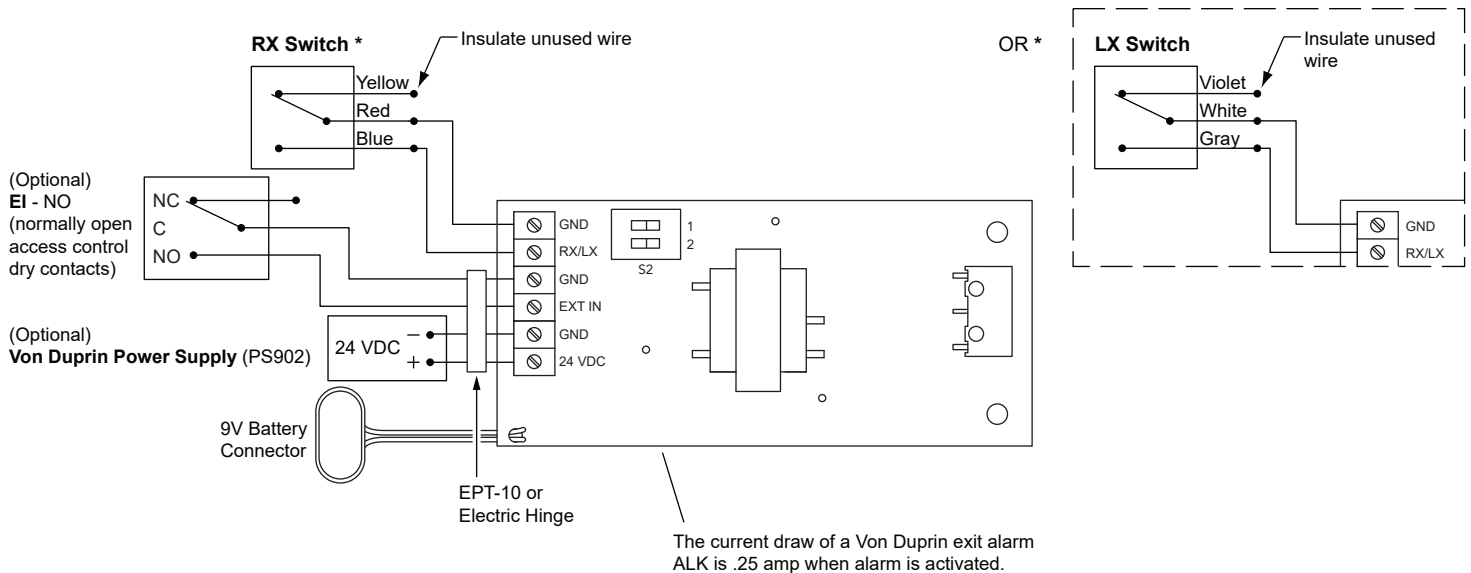 RX Switch *
Insulate unused wire
Yellow
Red
Blue
OR *
LX Switch
Insulate unused
wire
Violet
White
Gray
GND
RX/LX
(Optional)
EI - NO
(normally open
access control
dry contacts)
NC
C
NO
GND
RX/LX
GND
EXT IN
GND
24 VDC
1
2
S2
(Optional)
Von Duprin Power Supply (PS902)
24 VDC
–
+
9V Battery
Connector
EPT-10 or
Electric Hinge
The current draw of a Von Duprin exit alarm
ALK is .25 amp when alarm is activated.